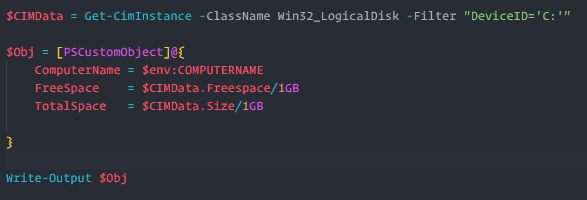 $CIMData = Get-CimInstance -ClassName Win32_LogicalDisk -Filter "DeviceID='C:'"
$Obj = [PSCustomObject]@{
ComputerName = $env:COMPUTERNAME
FreeSpace = $CIMData.Freespace/1GB
TotalSpace = $CIMData.Size/1GB
}
Write-Output $Obj